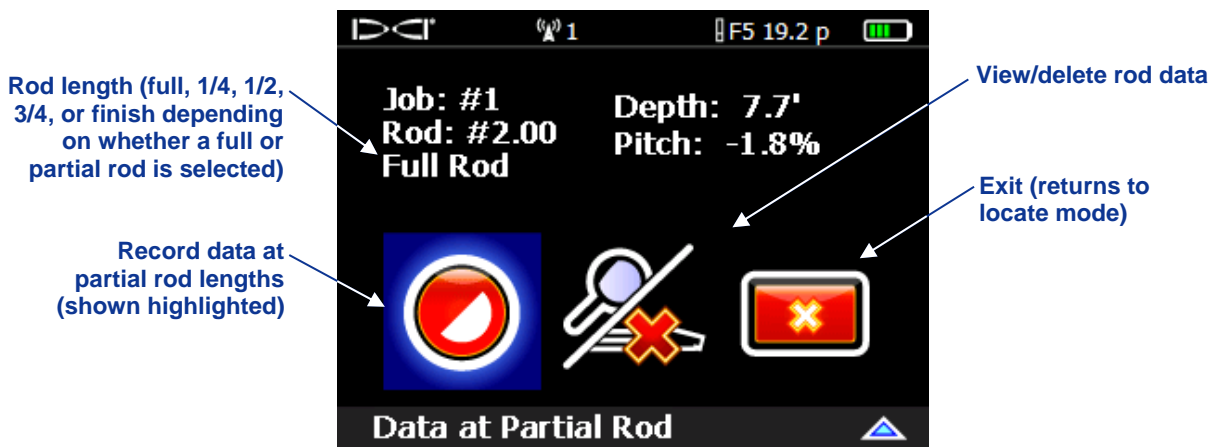 DCI
1
F5 19.2 p
Rod length (full, 1/4, 1/2,
3/4, or finish depending
on whether a full or
partial rod is selected)
Job: #1
Rod: #2.00
Full Rod
Depth: 7.7'
Pitch: -1.8%
View/delete rod data
Exit (returns to
locate mode)
Record data at
partial rod lengths
(shown highlighted)
Data at Partial Rod